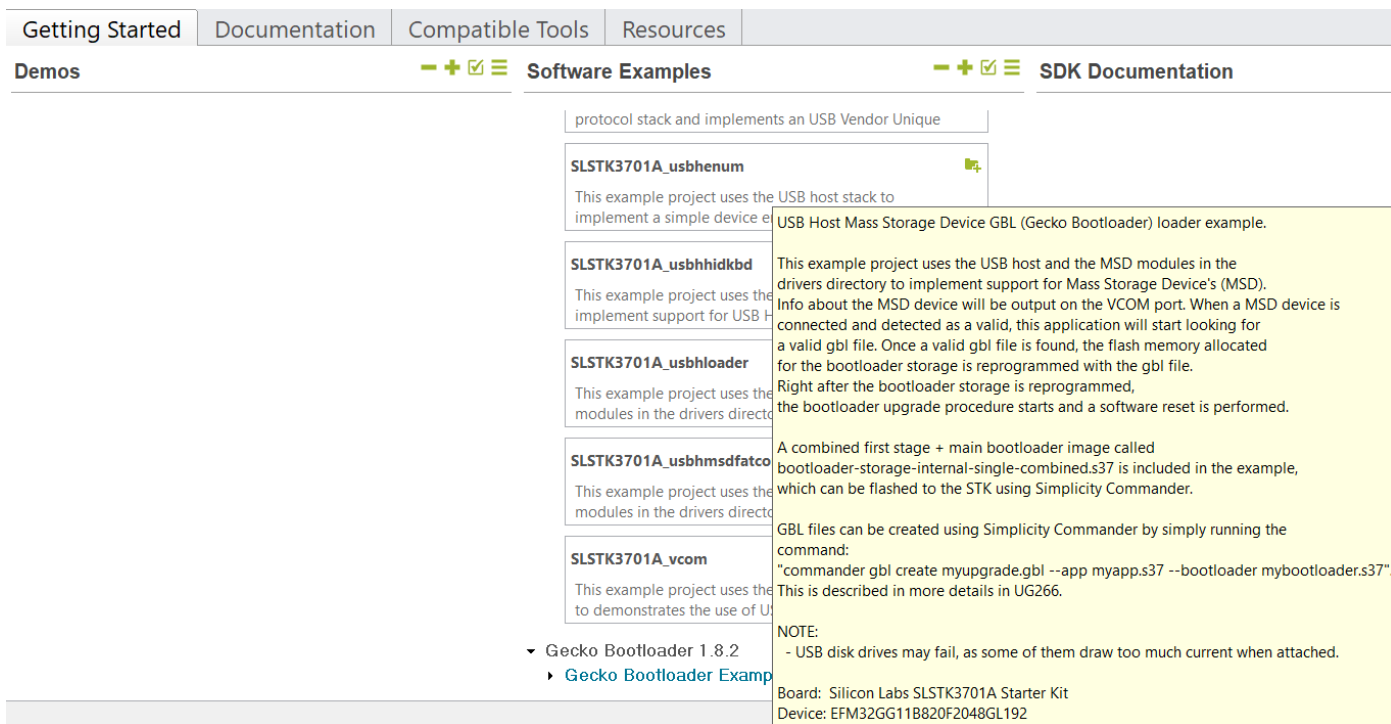 Getting Started
Documentation
Compatible Tools
Resources
Demos
Software Examples
SDK Documentation
protocol stack and implements an USB Vendor Unique
SLSTK3701A_usbhenum
This example project uses the USB host stack to
implement a simple device
SLSTK3701A_usbhhidkbd
This example project uses the
implement support for USB
SLSTK3701A_usbhloader
This example project uses the
modules in the drivers
SLSTK3701A_usbhmsdfatco
This example project uses the
modules in the drivers
SLSTK3701A_vcom
This example project uses the
to demonstrates the use of
Gecko Bootloader 1.8.2
Gecko Bootloader Examp
USB Host Mass Storage Device GBL (Gecko Bootloader) loader example.
This example project uses the USB host and the MSD modules in the
drivers directory to implement support for Mass Storage Device's (MSD).
Info about the MSD device will be output on the VCOM port. When a MSD device is
connected and detected as a valid, this application will start looking for
a valid gbl file. Once a valid gbl file is found, the flash memory allocated
for the bootloader storage is reprogrammed with the gbl file.
Right after the bootloader storage is reprogrammed,
the bootloader upgrade procedure starts and a software reset is performed.
A combined first stage + main bootloader image called
bootloader-storage-internal-single-combined.s37 is included in the example,
which can be flashed to the STK using Simplicity Commander.
GBL files can be created using Simplicity Commander by simply running the
command:
"commander gbl create myupgrade.gbl --app myapp.s37 --bootloader mybootloader.s37".
This is described in more details in UG266.
NOTE:
- USB disk drives may fail, as some of them draw too much current when attached.
Board: Silicon Labs SLSTK3701A Starter Kit
Device: EFM32GG11B820F2048GL192